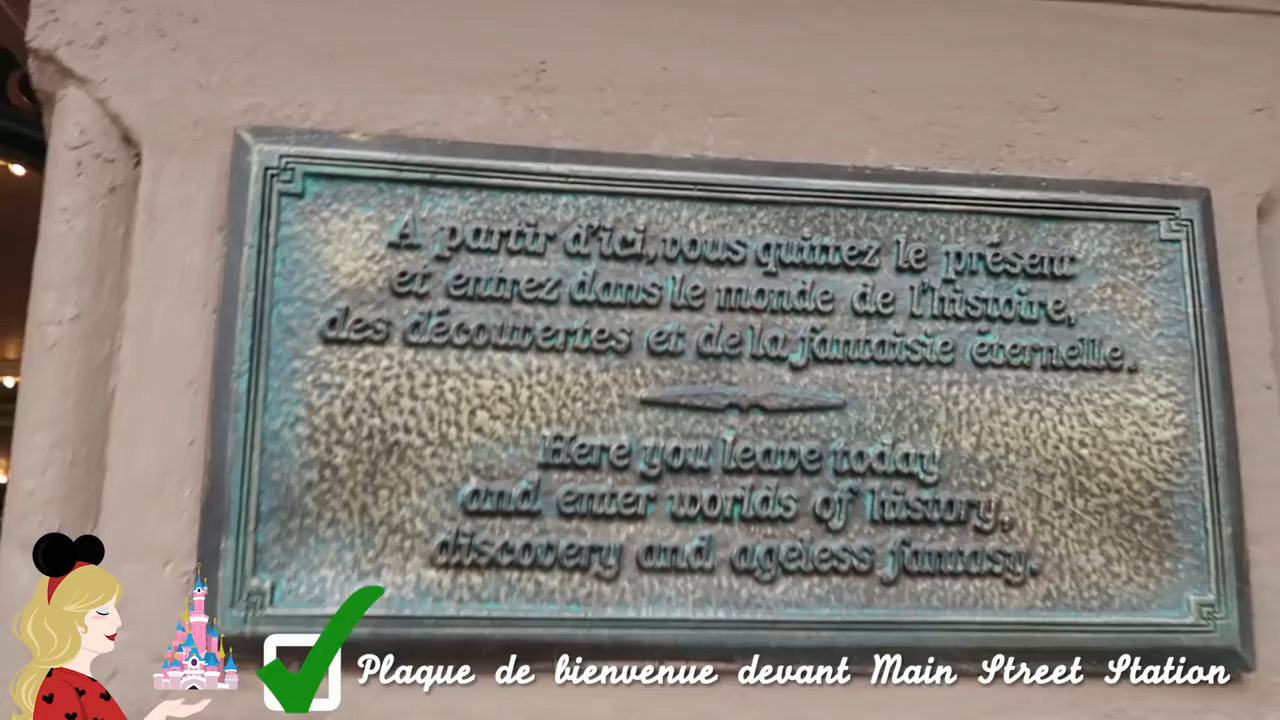 A partir d'ici, vous quittez le présent
et entrez dans le monde de l'histoire,
des découvertes et de la fantaisie éternelle.
Here you leave today
and enter worlds of history,
discovery and ageless fantasy.
Plaque de bienvenue devant Main Street Station